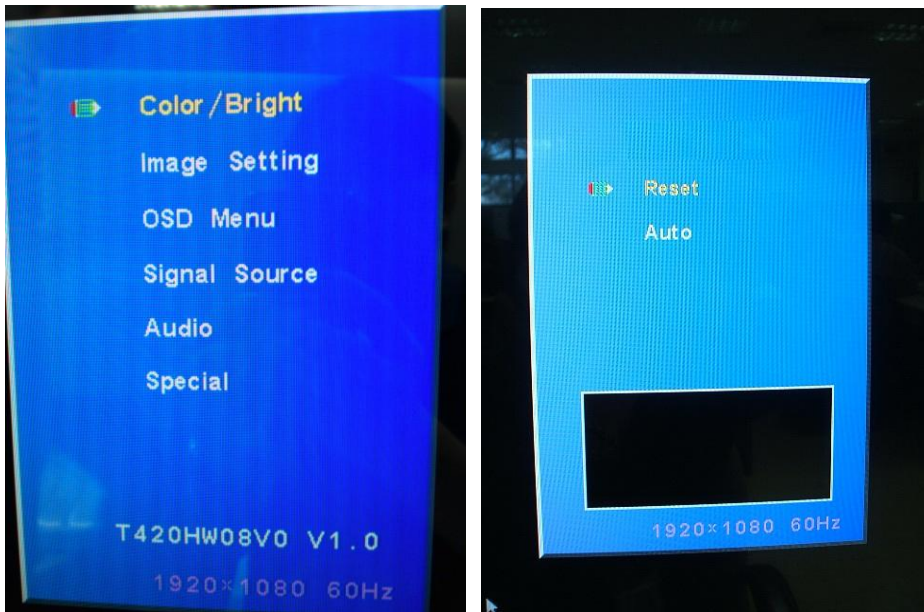 Color/Bright
Image Setting
OSD Menu
Signal Source
Audio
Special
T420HW08V0 V1.0
1920×1080 60Hz
Reset
Auto
1920×1080 60Hz